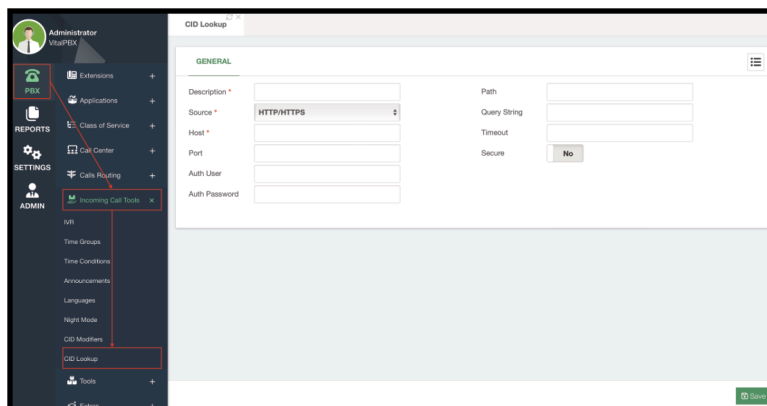 Administrator
VitalPBX
PBX
REPORTS
SETTINGS
ADMIN
Extensions +
Applications +
Class of Service +
Call Center +
Calls Routing +
Incoming Call Tools ×
IVR
Time Groups
Time Conditions
Announcements
Languages
Night Mode
CID Modifiers
CID Lookup
Tools +
CID Lookup
GENERAL
Description *
Source * HTTP/HTTPS
Host *
Port
Auth User
Auth Password
Path
Query String
Timeout
Secure No
Save